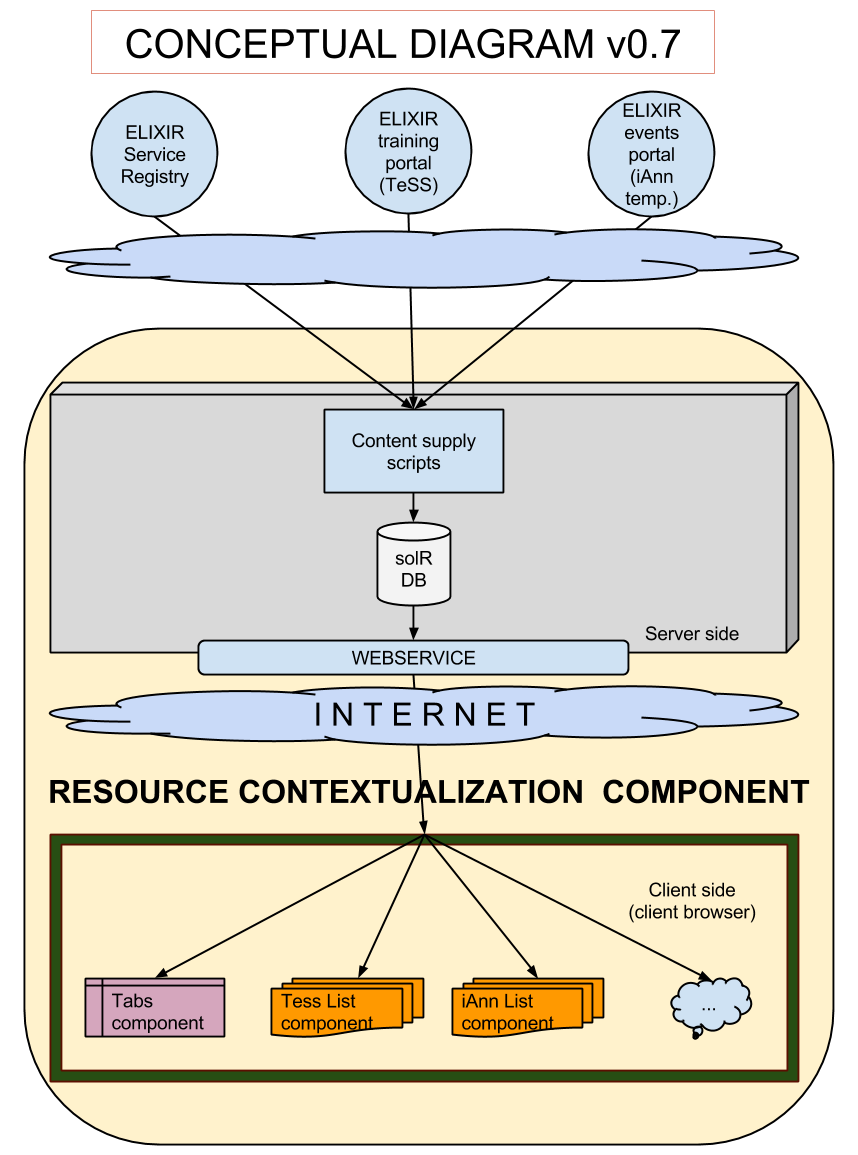 CONCEPTUAL DIAGRAM v0.7
ELIXIR
Service
Registry
ELIXIR
training
portal
(TeSS)
ELIXIR
events
portal
(iAnn
temp.)
Content supply
scripts
solR
DB
Server side
WEBSERVICE
I N T E R N E T
RESOURCE CONTEXTUALIZATION  COMPONENT
Client side
(client browser)
Tabs
component
Tess List
component
iAnn List
component
...